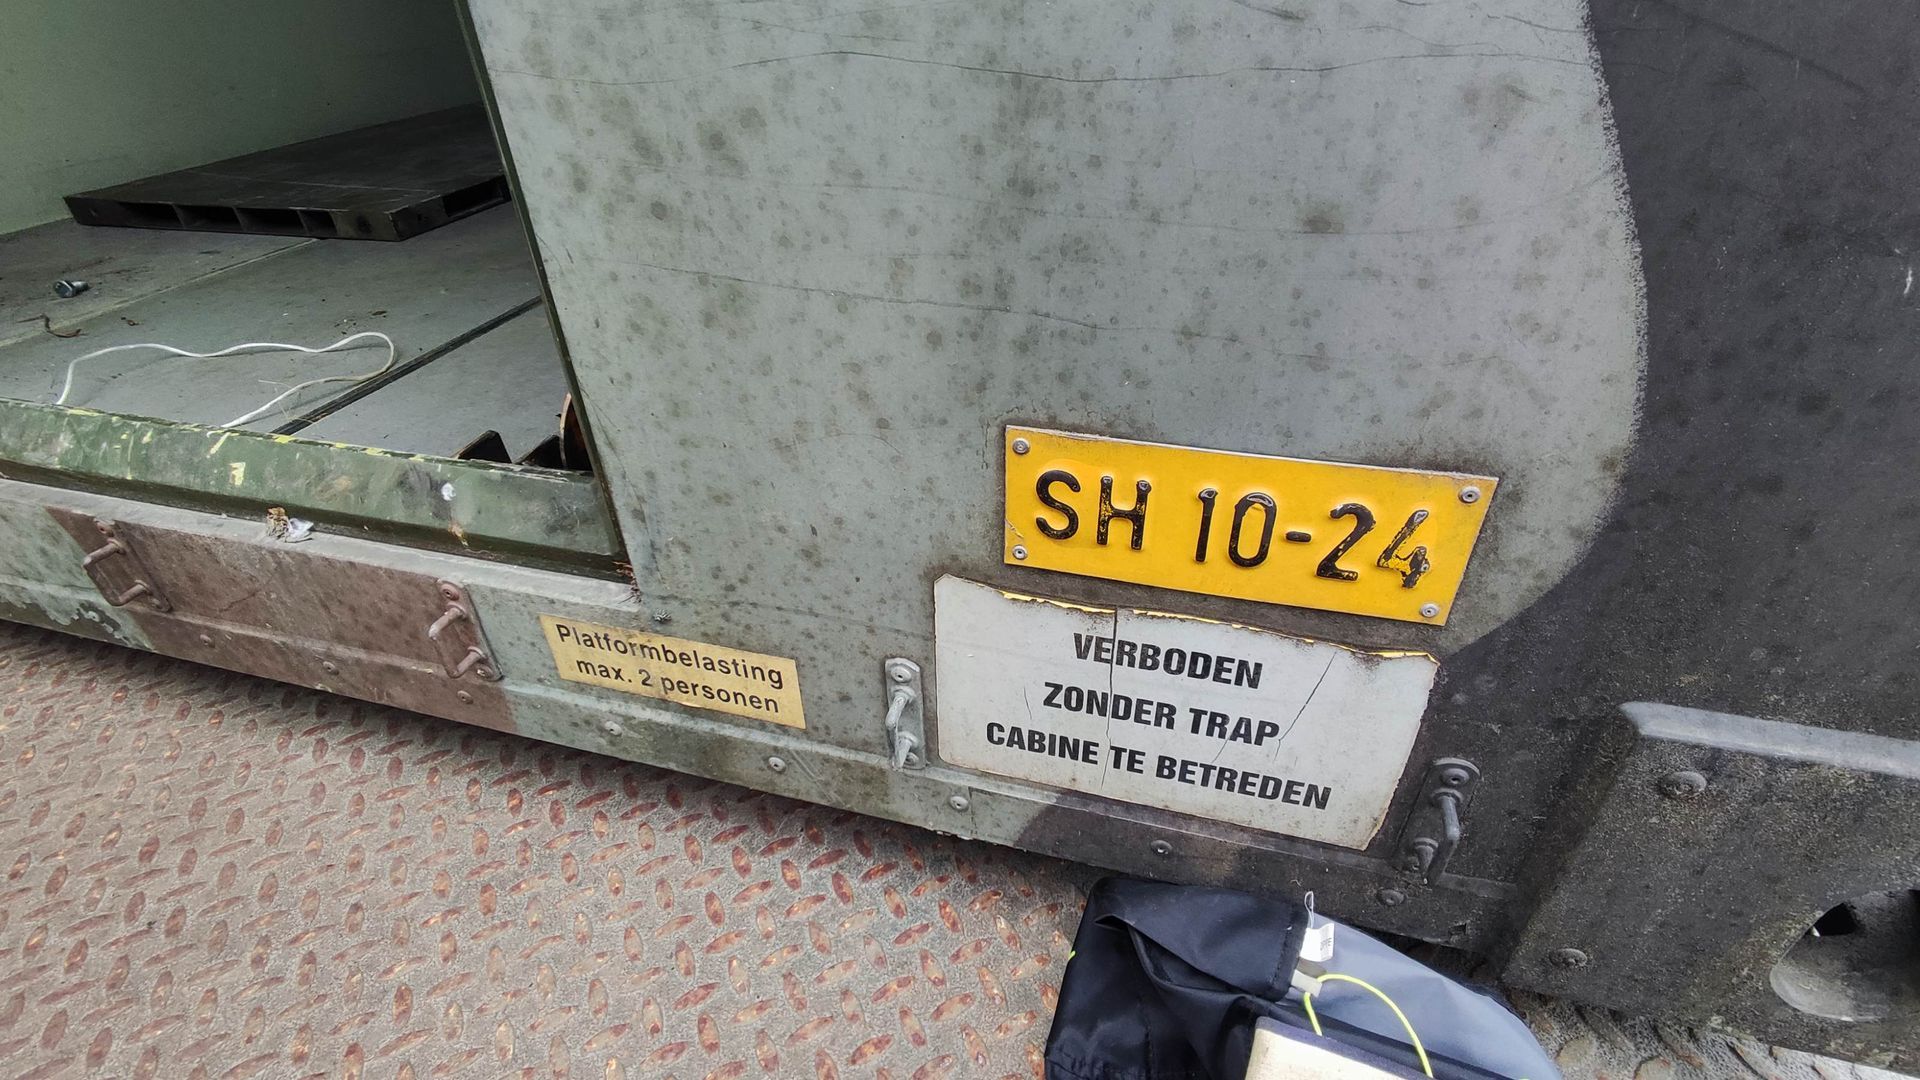 SH 10-24
Platformbelasting
max. 2 personen
VERBODEN
ZONDER TRAP
CABINE TE BETREDEN